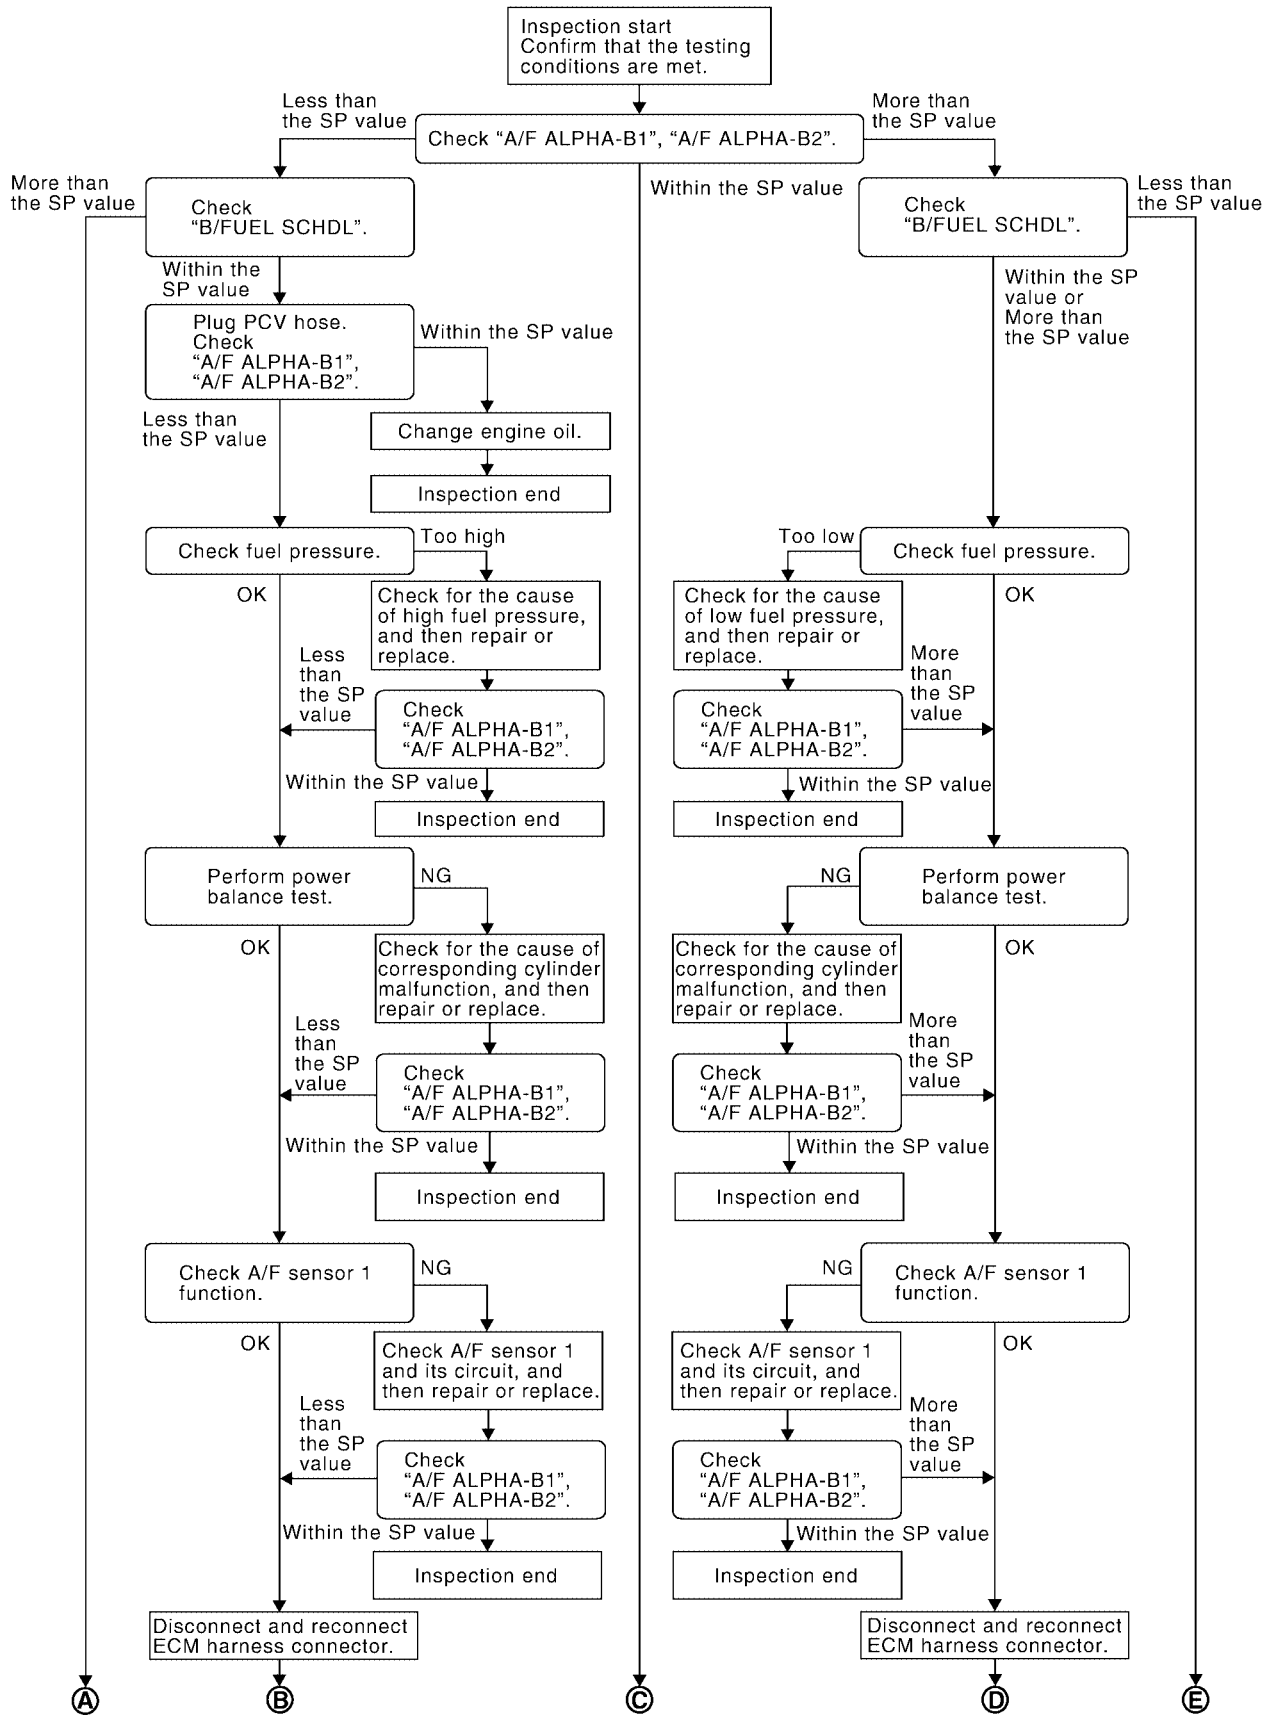 Inspection start
Confirm that the testing
conditions are met.
Less than
the SP value
More than
the SP value
Check “A/F ALPHA-B1”, “A/F ALPHA-B2”.
More than
the SP value
Within the SP value
Less than
the SP value
Check
“B/FUEL SCHDL”.
Check
“B/FUEL SCHDL”.
Within the
SP value
Within the SP
value or
More than
the SP value
Plug PCV hose.
Check
“A/F ALPHA-B1”,
“A/F ALPHA-B2”.
Within the SP value
Less than
the SP value
Change engine oil.
Inspection end
Check fuel pressure.
Too high
Too low
Check fuel pressure.
OK
Check for the cause
of high fuel pressure,
and then repair or
replace.
Check for the cause
of low fuel pressure,
and then repair or
replace.
OK
Less
than
the SP
value
Check
“A/F ALPHA-B1”,
“A/F ALPHA-B2”.
Check
“A/F ALPHA-B1”,
“A/F ALPHA-B2”.
More
than
the SP
value
Within the SP value
Within the SP value
Inspection end
Inspection end
Perform power
balance test.
NG
NG
Perform power
balance test.
OK
Check for the cause of
corresponding cylinder
malfunction, and then
repair or replace.
Check for the cause of
corresponding cylinder
malfunction, and then
repair or replace.
OK
Less
than
the SP
value
Check
“A/F ALPHA-B1”,
“A/F ALPHA-B2”.
Check
“A/F ALPHA-B1”,
“A/F ALPHA-B2”.
More
than
the SP
value
Within the SP value
Within the SP value
Inspection end
Inspection end
Check A/F sensor 1
function.
NG
NG
Check A/F sensor 1
function.
OK
Check A/F sensor 1
and its circuit, and
then repair or replace.
Check A/F sensor 1
and its circuit, and
then repair or replace.
OK
Less
than
the SP
value
Check
“A/F ALPHA-B1”,
“A/F ALPHA-B2”.
Check
“A/F ALPHA-B1”,
“A/F ALPHA-B2”.
More
than
the SP
value
Within the SP value
Within the SP value
Inspection end
Inspection end
Disconnect and reconnect
ECM harness connector.
Disconnect and reconnect
ECM harness connector.
A
B
C
D
E